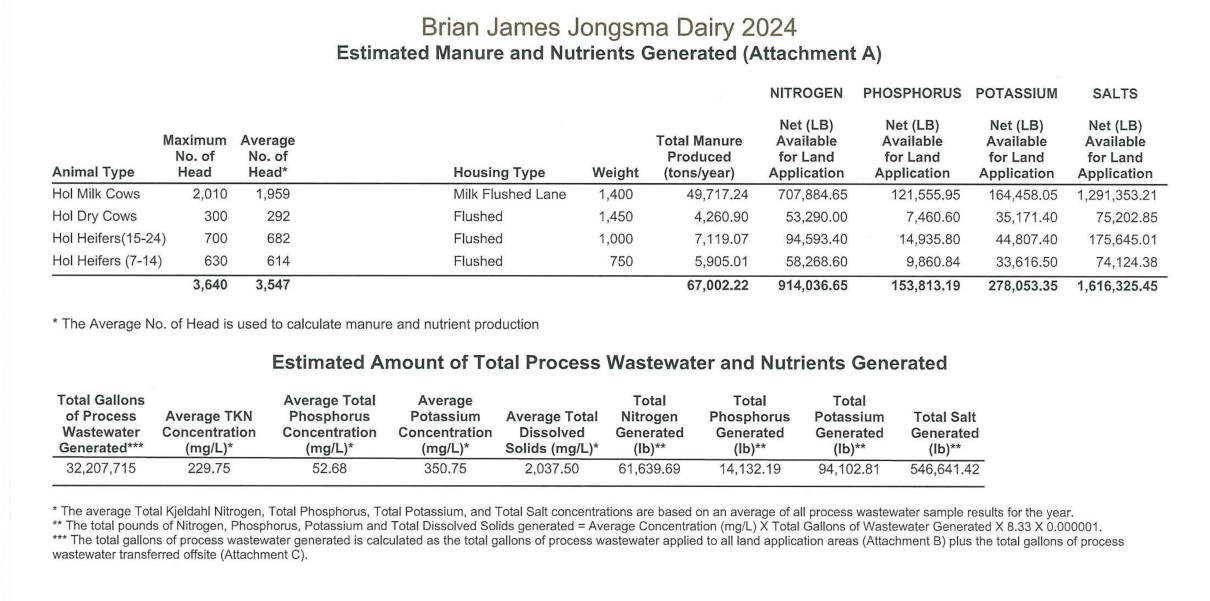 Brian James Jongsma Dairy 2024
Estimated Manure and Nutrients Generated (Attachment A)
NITROGEN PHOSPHORUS POTASSIUM SALTS
Animal Type Maximum No. of Head Average No. of Head* Housing Type Weight Total Manure Produced (tons/year) Net (LB) Available for Land Application Net (LB) Available for Land Application Net (LB) Available for Land Application Net (LB) Available for Land Application
Hol Milk Cows 2,010 1,959 Milk Flushed Lane 1,400 49,717.24 707,884.65 121,555.95 164,458.05 1,291,353.21
Hol Dry Cows 300 292 Flushed 1,450 4,260.90 53,290.00 7,460.60 35,171.40 75,202.85
Hol Heifers(15-24) 700 682 Flushed 1,000 7,119.07 94,593.40 14,935.80 44,807.40 175,645.01
Hol Heifers (7-14) 630 614 Flushed 750 5,905.01 58,268.60 9,860.84 33,616.50 74,124.38
3,640 3,547 67,002.22 914,036.65 153,813.19 278,053.35 1,616,325.45
* The Average No. of Head is used to calculate manure and nutrient production
Estimated Amount of Total Process Wastewater and Nutrients Generated
Total Gallons of Process Wastewater Generated*** Average TKN Concentration (mg/L)* Average Total Phosphorus Concentration (mg/L)* Average Potassium Concentration (mg/L)* Average Total Dissolved Solids (mg/L)* Total Nitrogen Generated (lb)** Total Phosphorus Generated (lb)** Total Potassium Generated (lb)** Total Salt Generated (lb)**
32,207,715 229.75 52.68 350.75 2,037.50 61,639.69 14,132.19 94,102.81 546,641.42
* The average Total Kjeldahl Nitrogen, Total Phosphorus, Total Potassium, and Total Salt concentrations are based on an average of all process wastewater sample results for the year.
** The total pounds of Nitrogen, Phosphorus, Potassium and Total Dissolved Solids generated = Average Concentration (mg/L) X Total Gallons of Wastewater Generated X 8.33 X 0.000001.
*** The total gallons of process wastewater generated is calculated as the total gallons of process wastewater applied to all land application areas (Attachment B) plus the total gallons of process
wastewater transferred offsite (Attachment C).